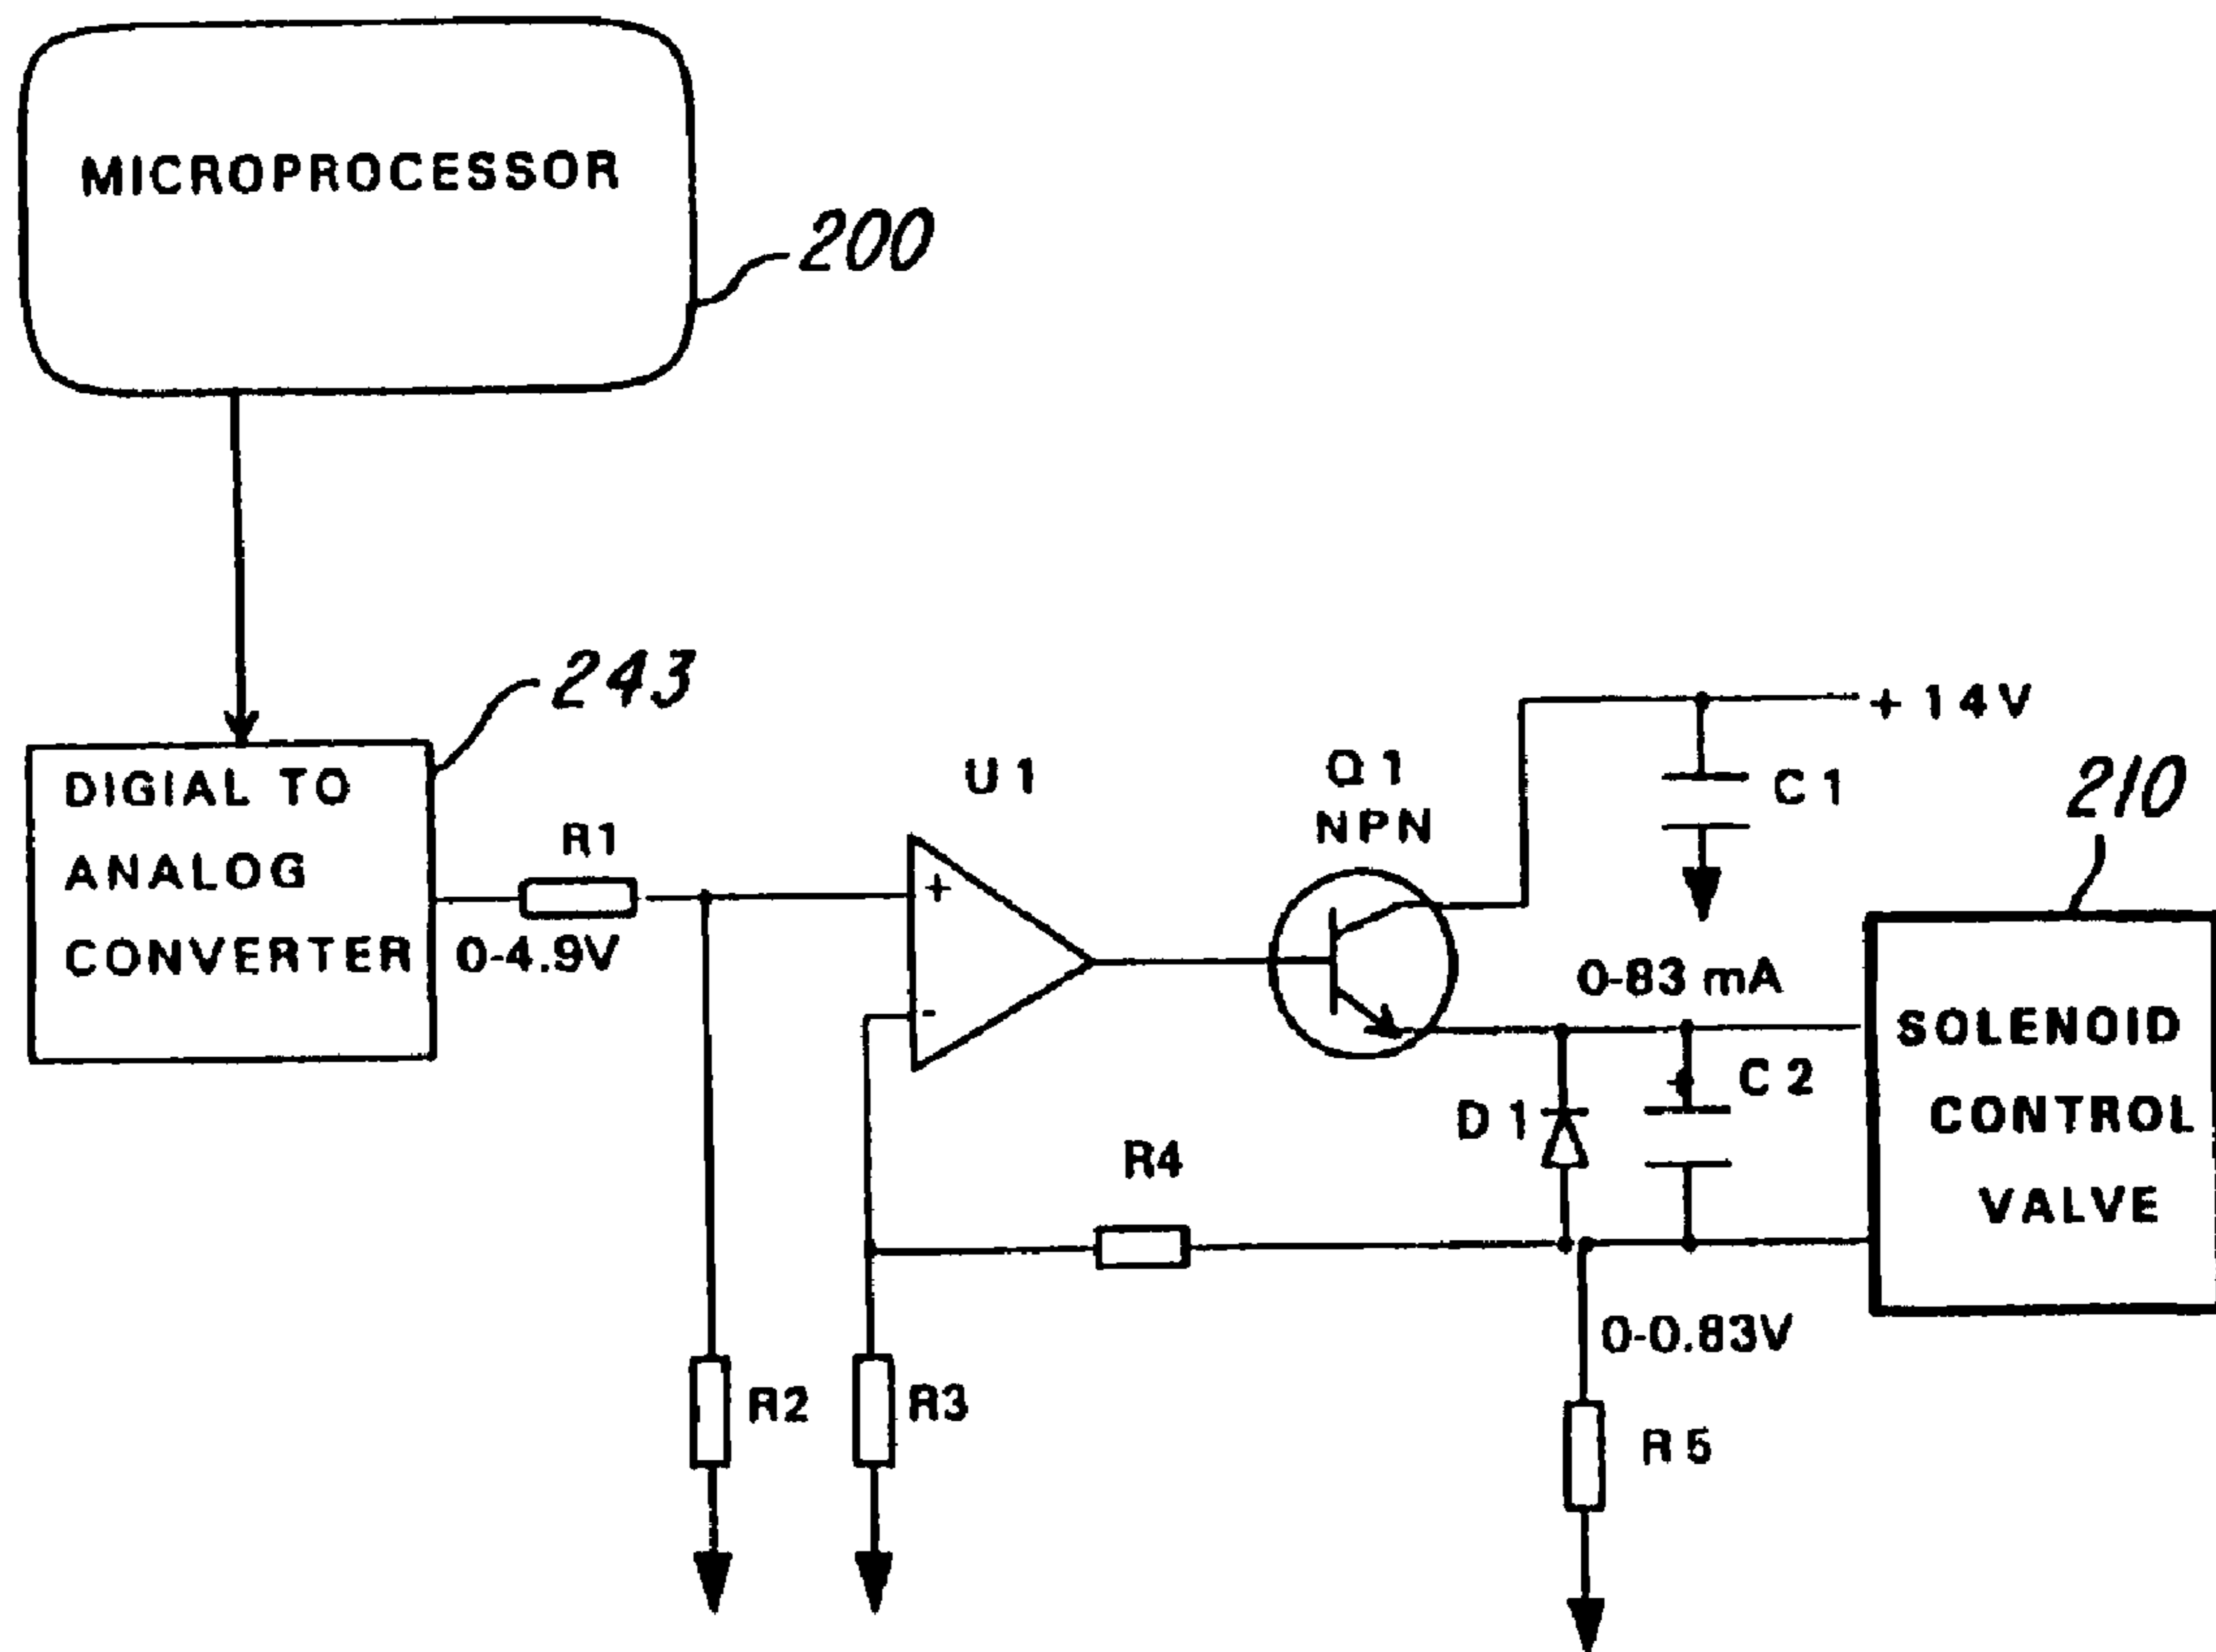 MICROPROCESSOR
200
243
DIGIAL TO
ANALOG
CONVERTER
R1
0-4.9V
U1
+
-
Q1
NPN
+14V
C1
210
0-83 mA
SOLENOID
CONTROL
VALVE
+
C2
D1
R4
0-0.83V
R2
R3
R5